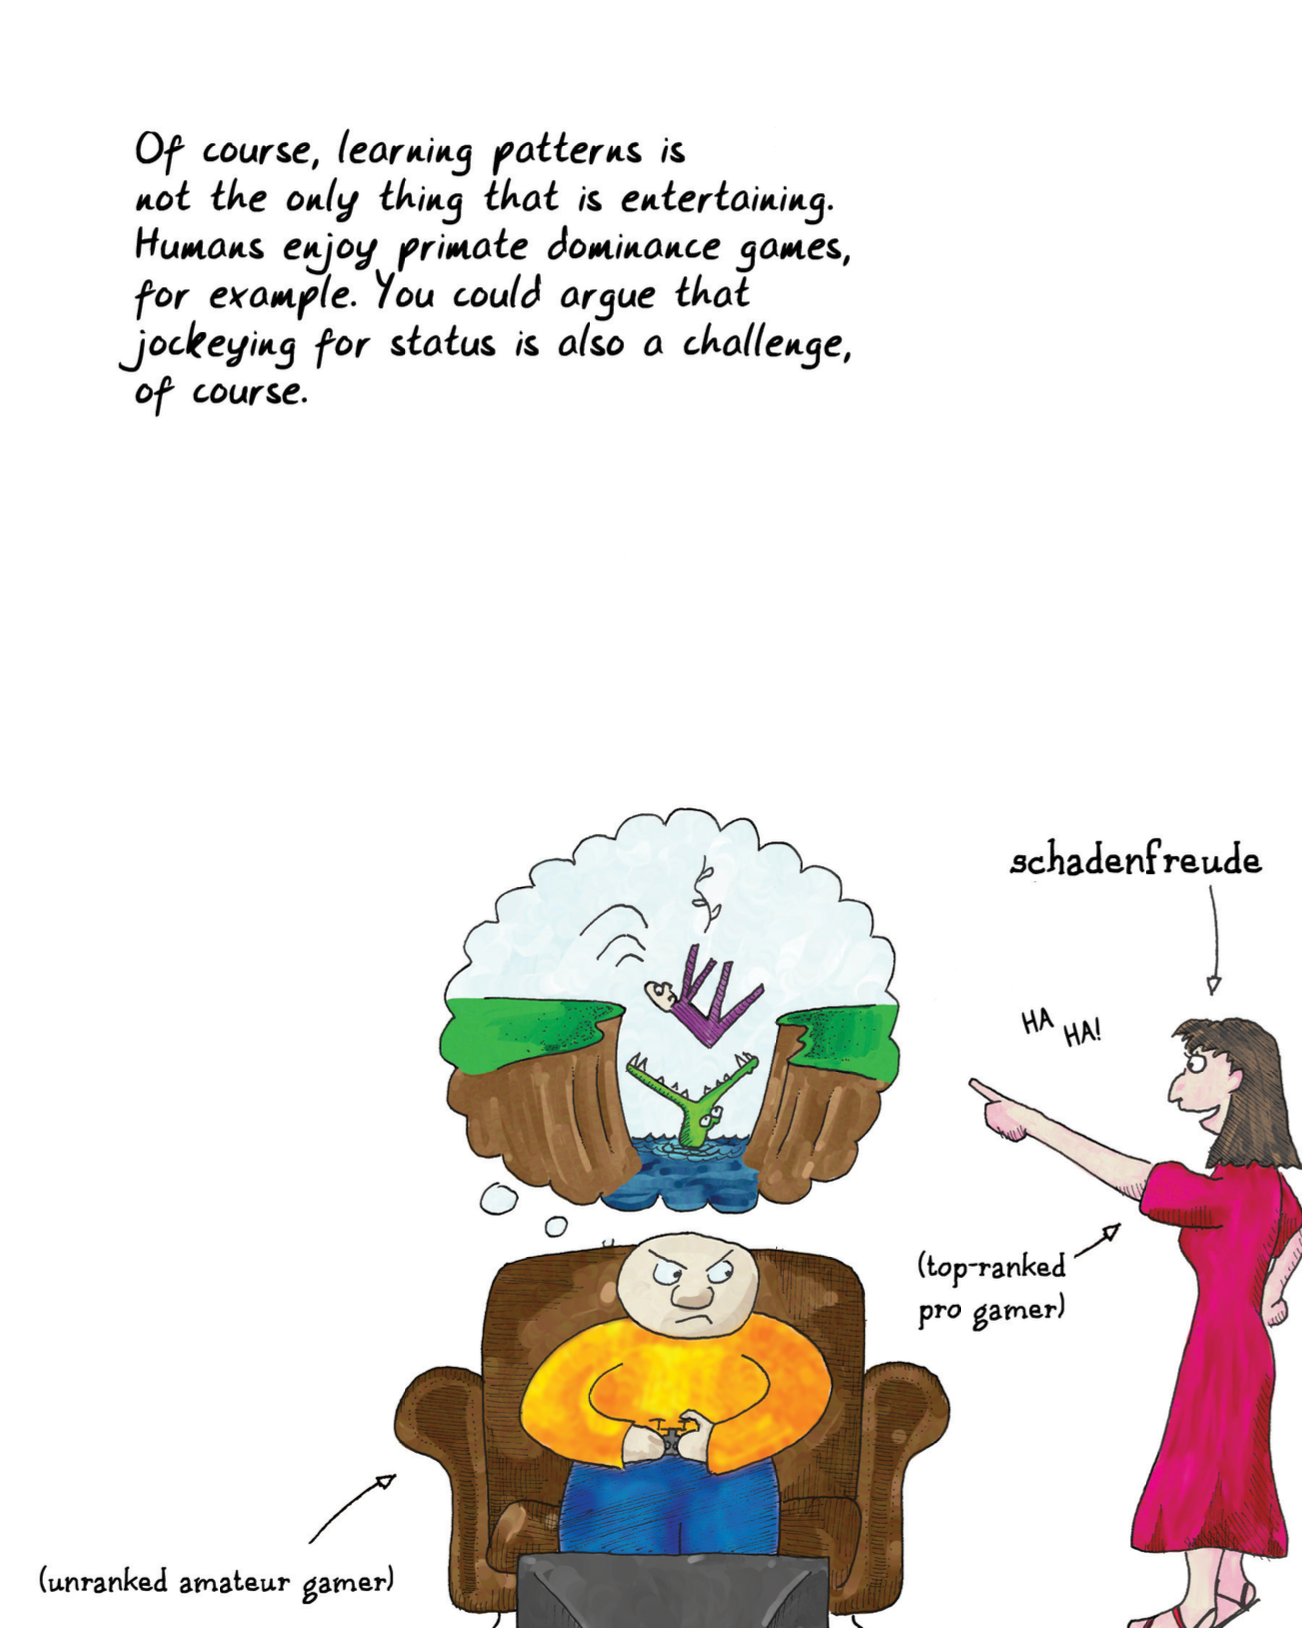 Of course, learning patterns is
not the only thing that is entertaining.
Humans enjoy primate dominance games,
for example. You could argue that
jockeying for status is also a challenge,
of course.
schadenfreude
HA
HA!
(top-ranked
pro gamer)
(unranked amateur gamer)